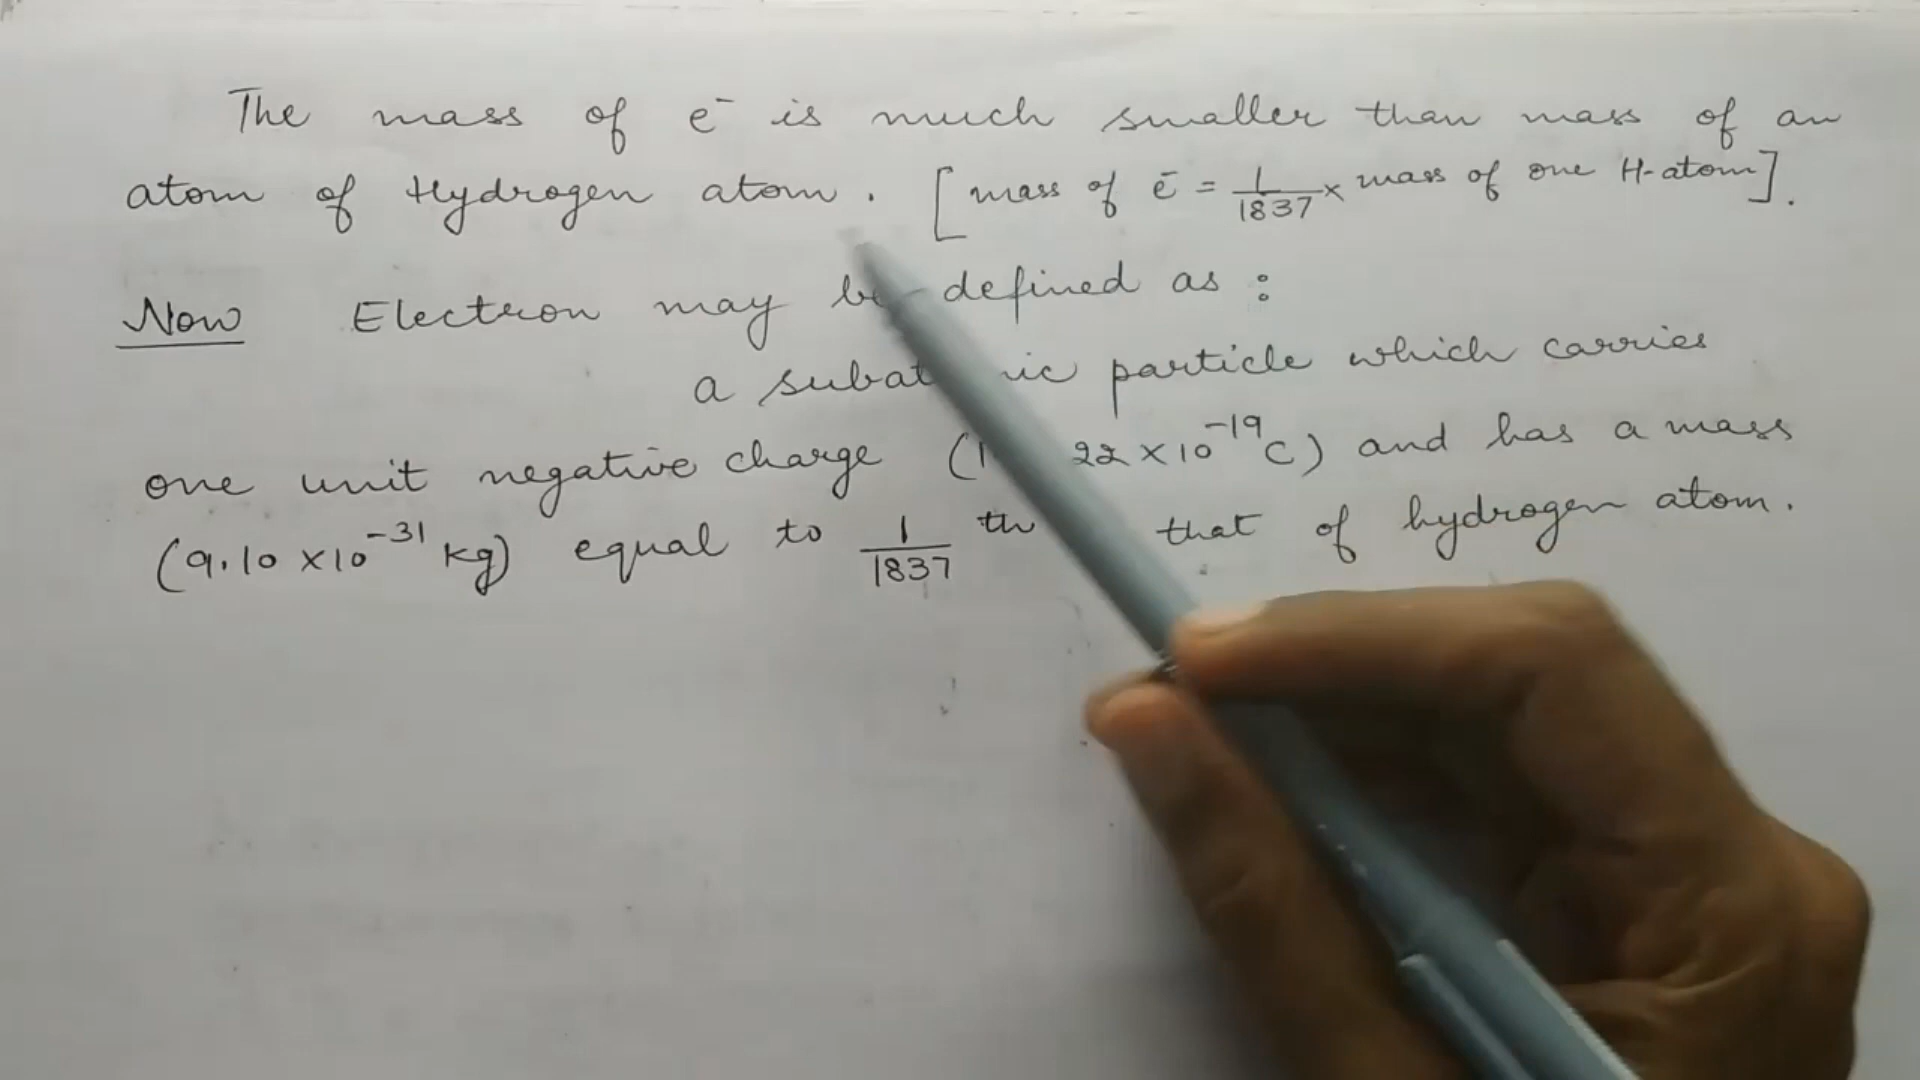 The mass of e⁻ is much smaller than mass of an
atom of Hydrogen atom. [mass of e⁻ = 1/1837 × mass of one H-atom].
Now Electron may be defined as :
a particle which carries
one unit negative charge ( 22 × 10⁻¹⁹ C) and has a mass
(9.10 × 10⁻³¹ kg) equal to 1/1837 th that of hydrogen atom.